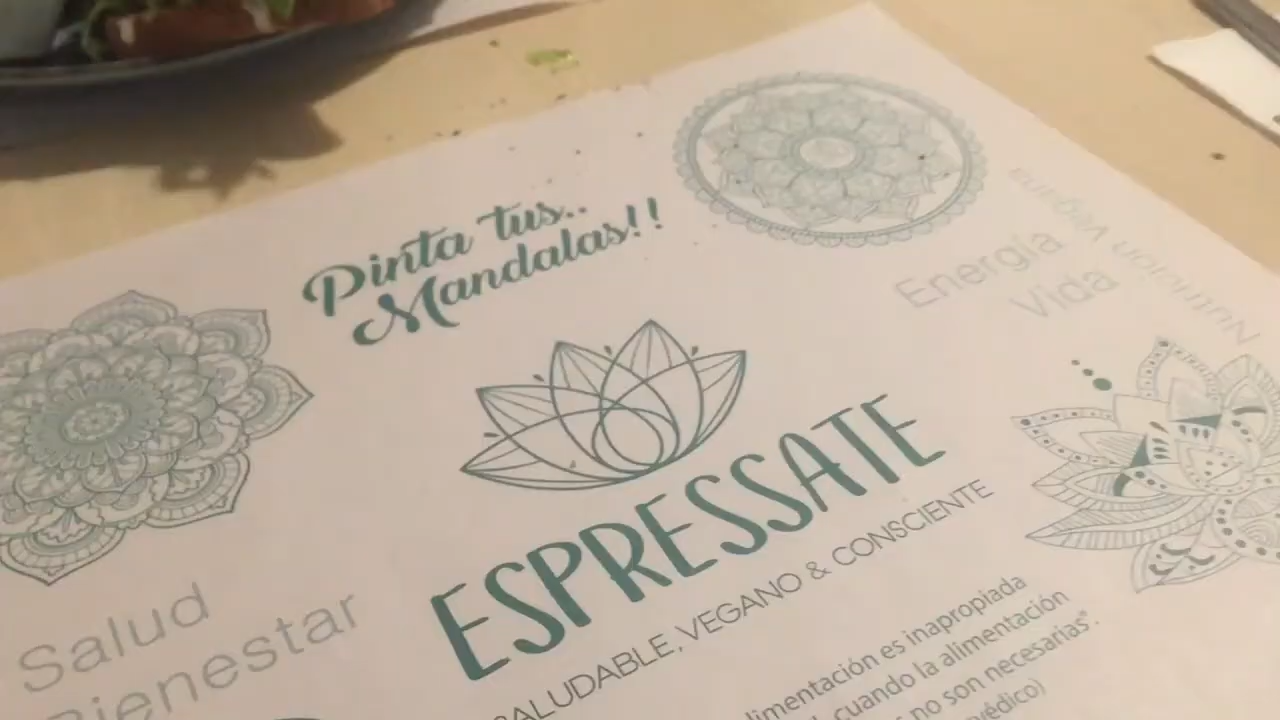 Pinta tus..
Mandalas!!
Nutrición Vegana
Energía
Vida
ESPRESSATE
SALUDABLE, VEGANO & CONSCIENTE
Salud
Bienestar
alimentación es inapropiada
cuando la alimentación
no son necesarias".